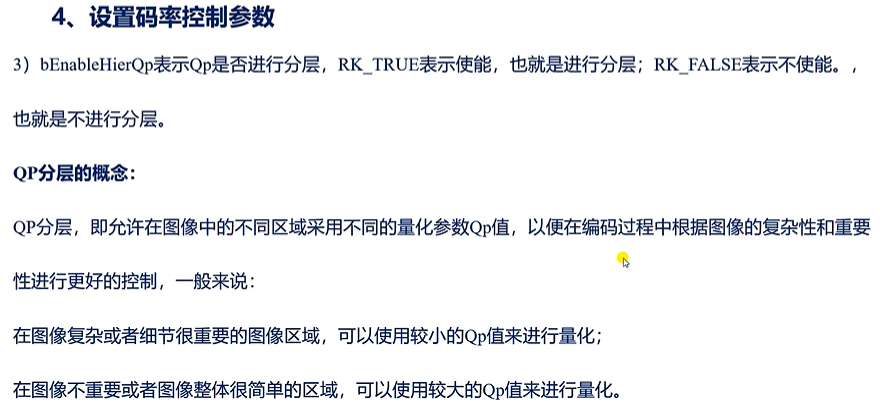 4、设置码率控制参数
3）bEnableHierQp表示Qp是否进行分层，RK_TRUE表示使能，也就是进行分层；RK_FALSE表示不使能。，
也就是不进行分层。
QP分层的概念：
QP分层，即允许在图像中的不同区域采用不同的量化参数Qp值，以便在编码过程中根据图像的复杂性和重要
性进行更好的控制，一般来说：
在图像复杂或者细节很重要的图像区域，可以使用较小的Qp值来进行量化；
在图像不重要或者图像整体很简单的区域，可以使用较大的Qp值来进行量化。